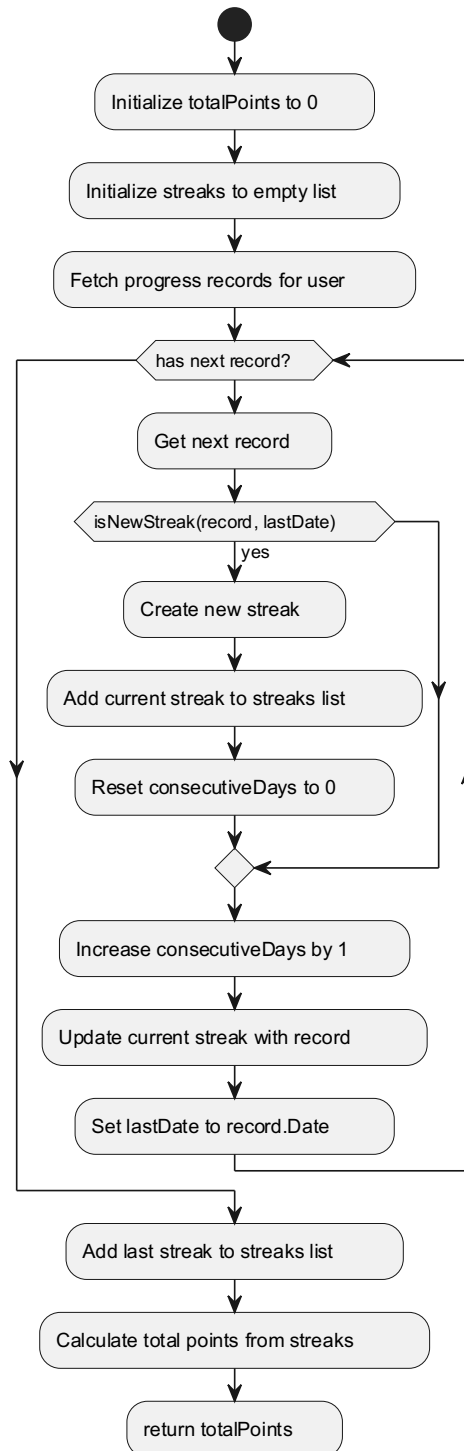 Initialize totalPoints to 0
Initialize streaks to empty list
Fetch progress records for user
has next record?
Get next record
isNewStreak(record, lastDate)
yes
Create new streak
Add current streak to streaks list
Reset consecutiveDays to 0
Increase consecutiveDays by 1
Update current streak with record
Set lastDate to record.Date
Add last streak to streaks list
Calculate total points from streaks
return totalPoints